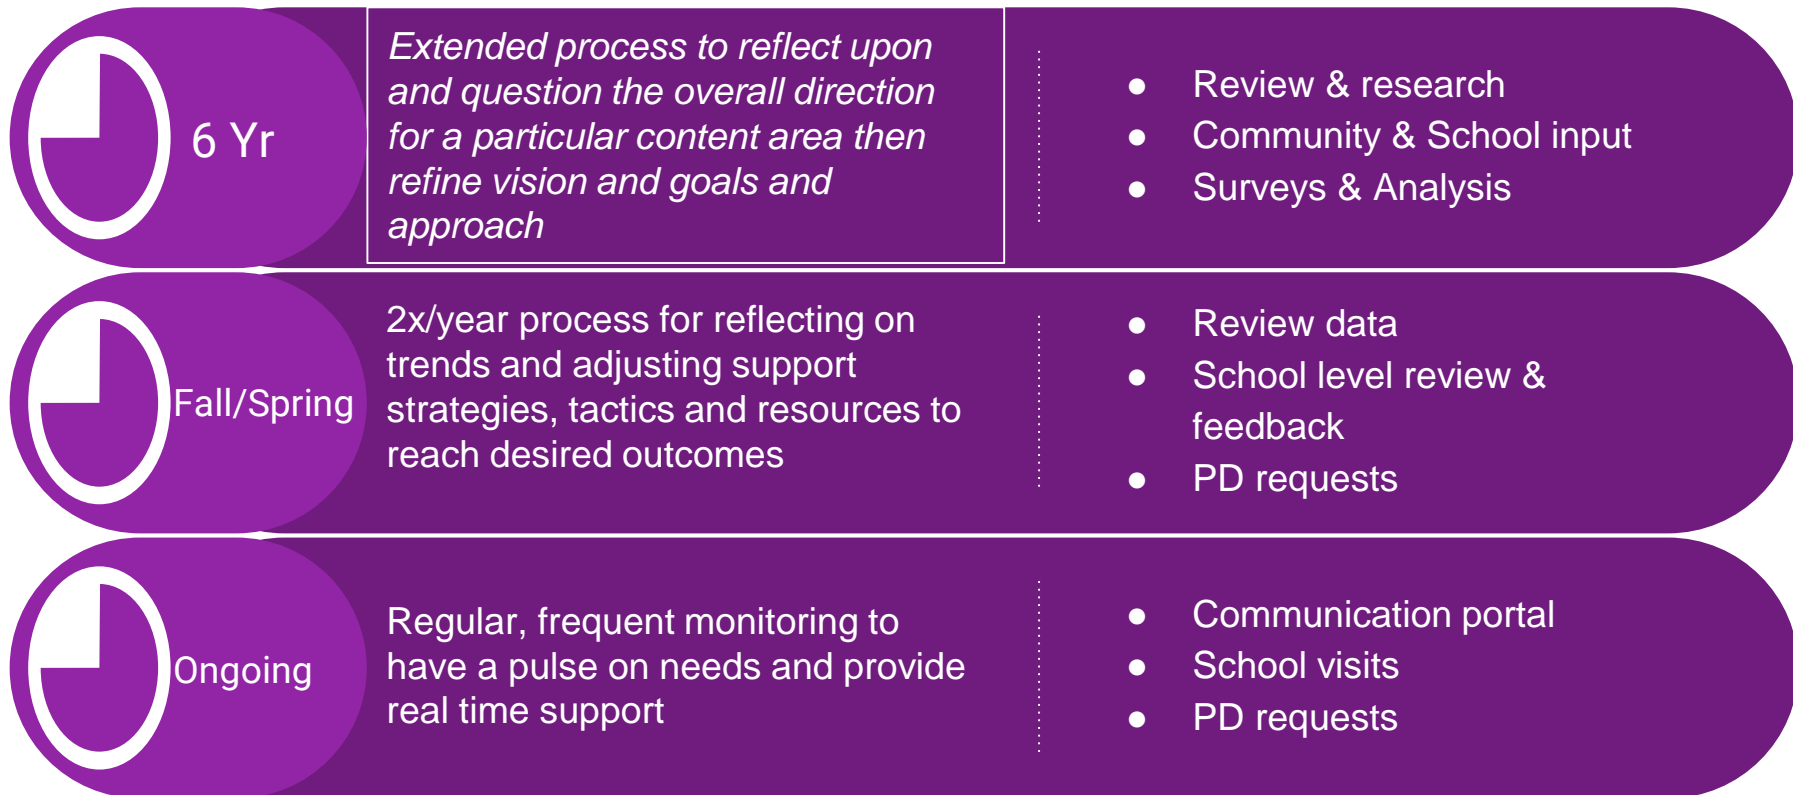 6 Yr
Extended process to reflect upon
and question the overall direction
for a particular content area then
refine vision and goals and
approach
● Review & research
● Community & School input
● Surveys & Analysis
Fall/Spring
2x/year process for reflecting on
trends and adjusting support
strategies, tactics and resources to
reach desired outcomes
● Review data
● School level review &
feedback
● PD requests
Ongoing
Regular, frequent monitoring to
have a pulse on needs and provide
real time support
● Communication portal
● School visits
● PD requests